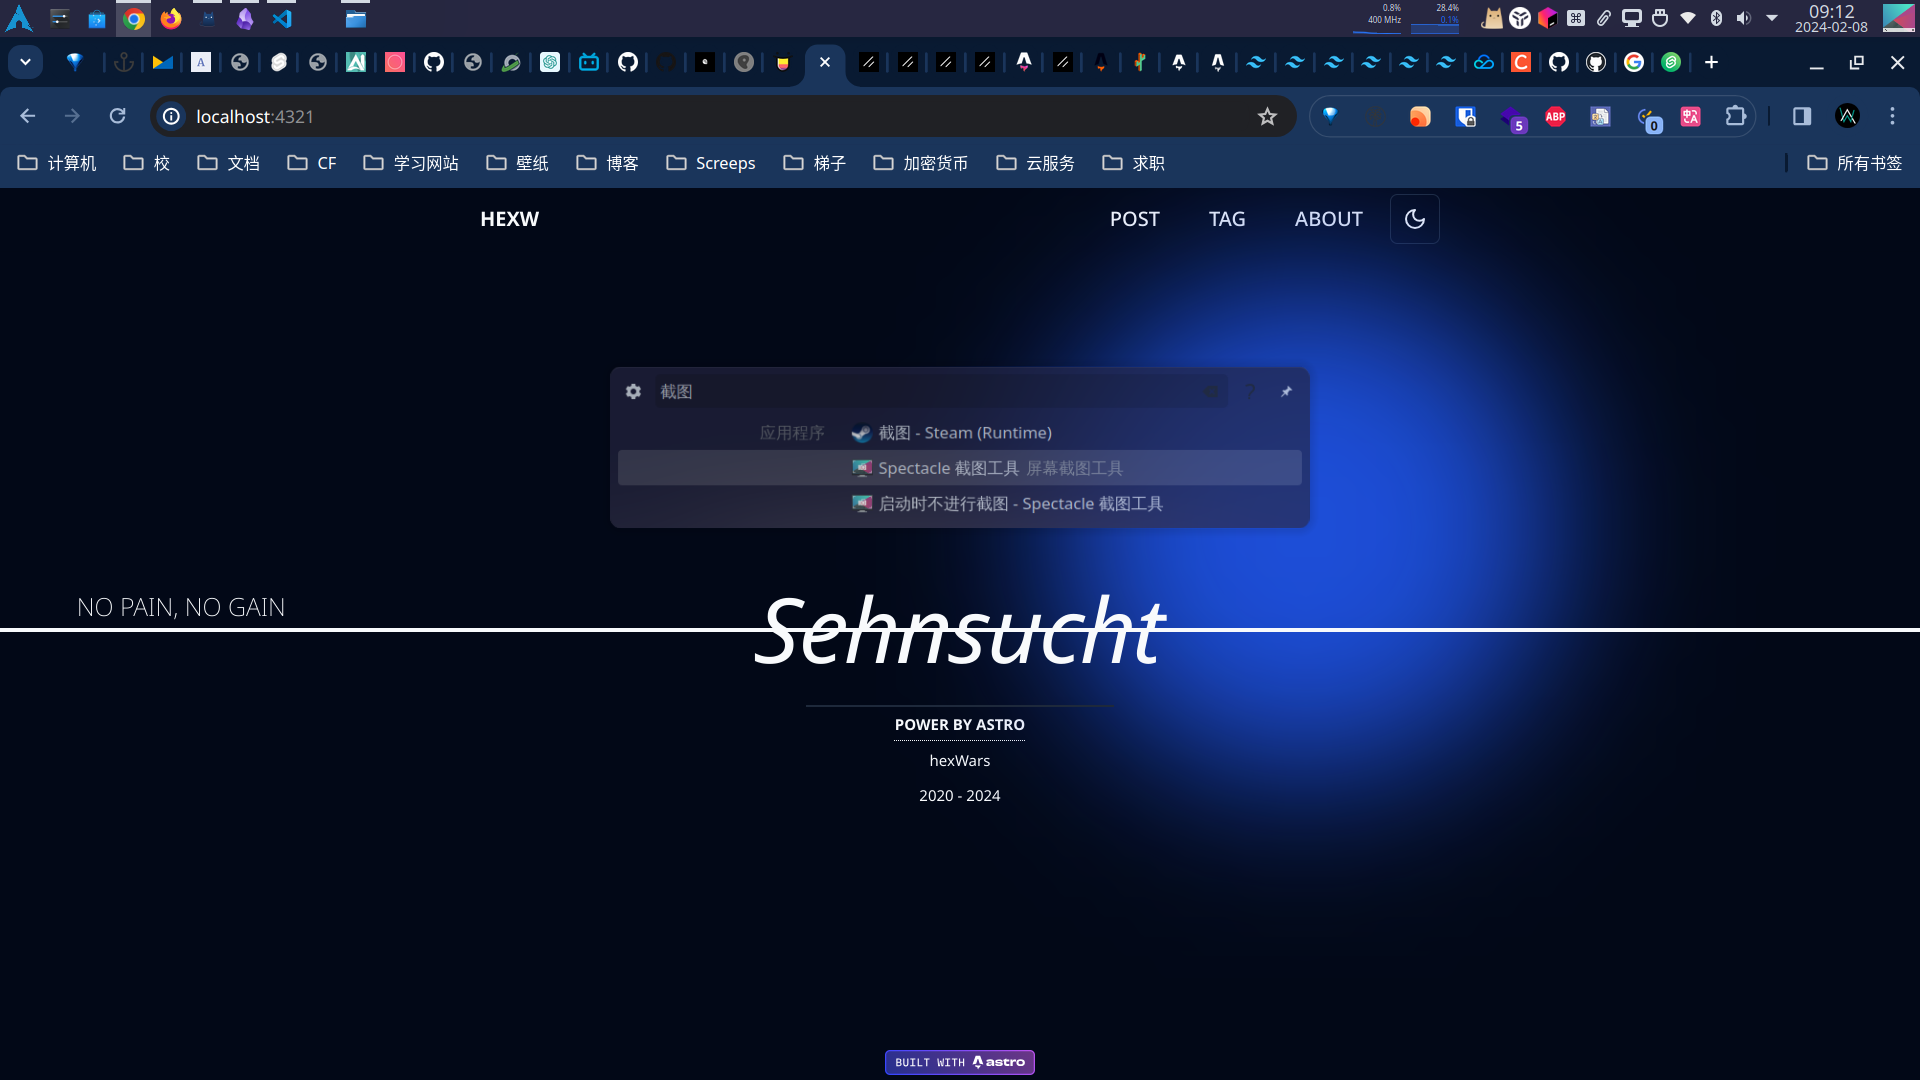 0.8%
400 MHz
28.4%
0.1%
09:12
2024-02-08
localhost:4321
5
ABP
0
计算机
校
文档
CF
学习网站
壁纸
博客
Screeps
梯子
加密货币
云服务
求职
所有书签
HEXW
POST
TAG
ABOUT
截图
应用程序
截图 - Steam (Runtime)
Spectacle 截图工具 屏幕截图工具
启动时不进行截图 - Spectacle 截图工具
NO PAIN, NO GAIN
Sehnsucht
POWER BY ASTRO
hexWars
2020 - 2024
BUILT WITH astro